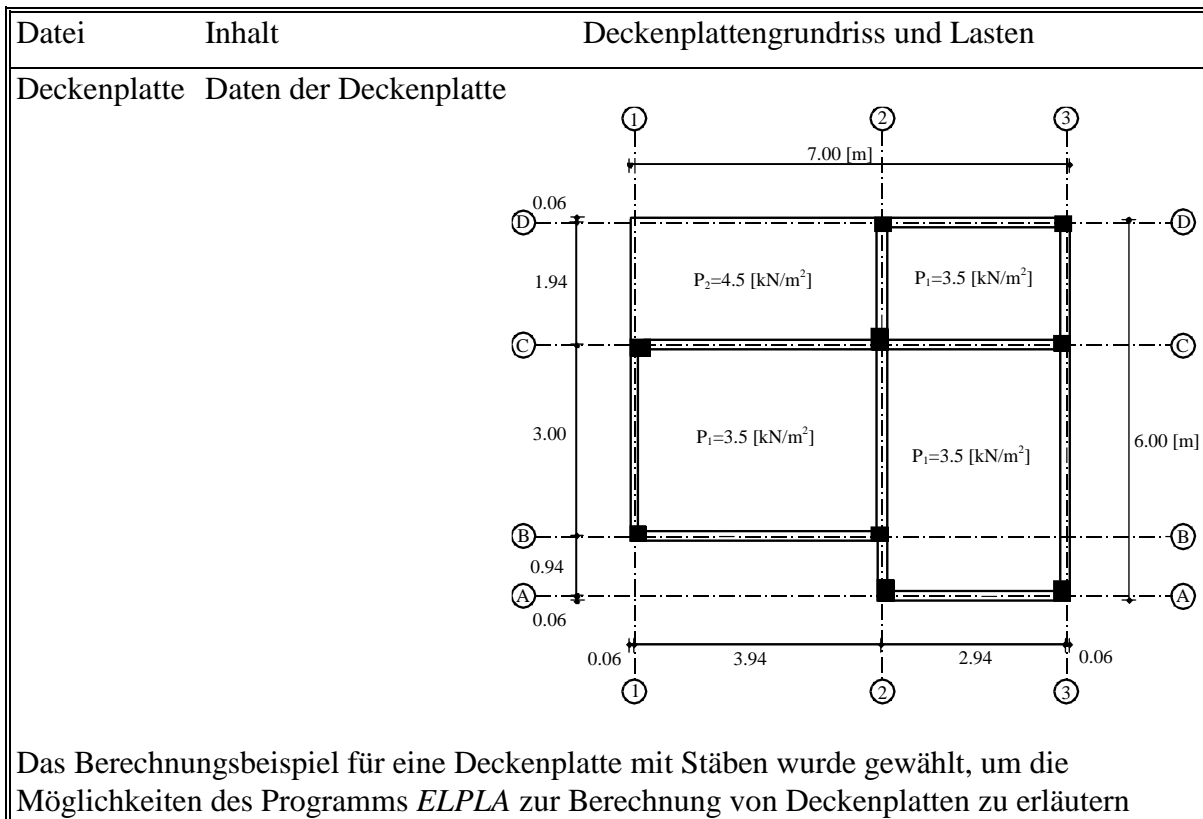 Datei Inhalt Deckenplattengrundriss und Lasten
Deckenplatte Daten der Deckenplatte
1 2 3
7.00 [m]
0.06
D D
1.94 P₂=4.5 [kN/m²] P₁=3.5 [kN/m²]
C C
3.00 P₁=3.5 [kN/m²] P₁=3.5 [kN/m²] 6.00 [m]
B B
0.94
A A
0.06
0.06 3.94 2.94 0.06
1 2 3
Das Berechnungsbeispiel für eine Deckenplatte mit Stäben wurde gewählt, um die
Möglichkeiten des Programms ELPLA zur Berechnung von Deckenplatten zu erläutern